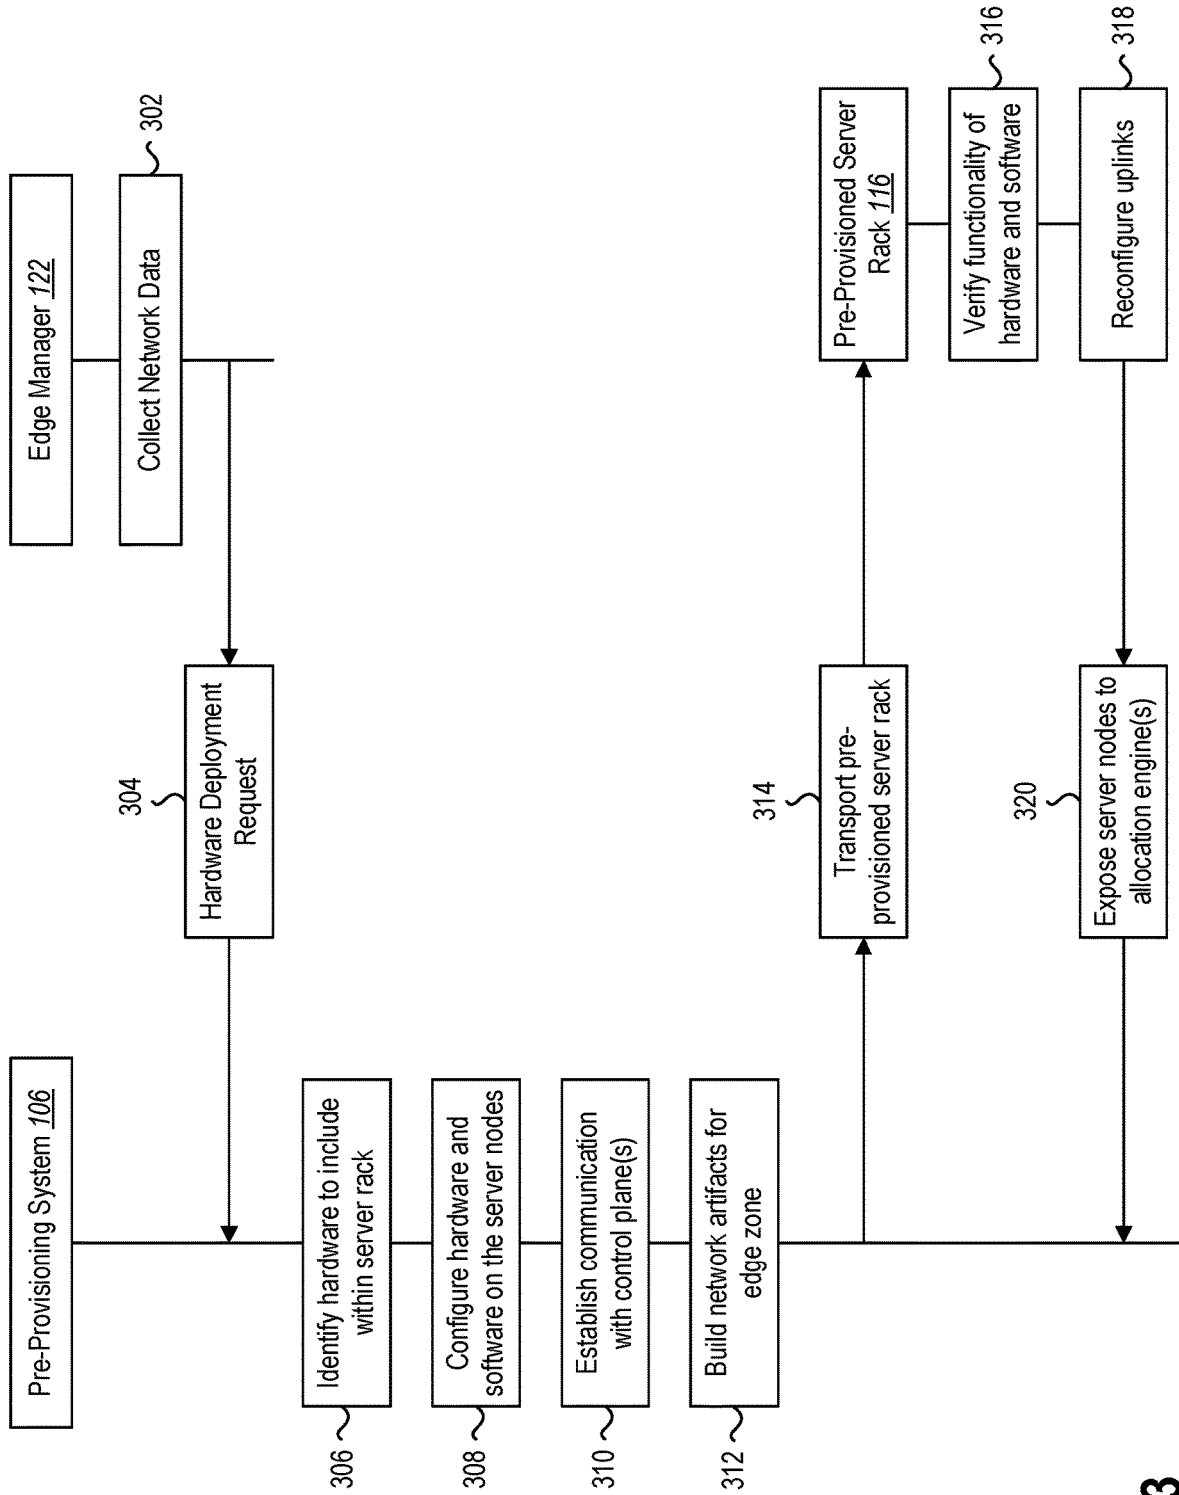 Pre-Provisioning System 106
Edge Manager 122
Collect Network Data
302
304
Hardware Deployment
Request
306
Identify hardware to include
within server rack
308
Configure hardware and
software on the server nodes
310
Establish communication
with control plane(s)
312
Build network artifacts for
edge zone
314
Transport pre-
provisioned server rack
Pre-Provisioned Server
Rack 116
Verify functionality of
hardware and software
316
Reconfigure uplinks
318
320
Expose server nodes to
allocation engine(s)
3